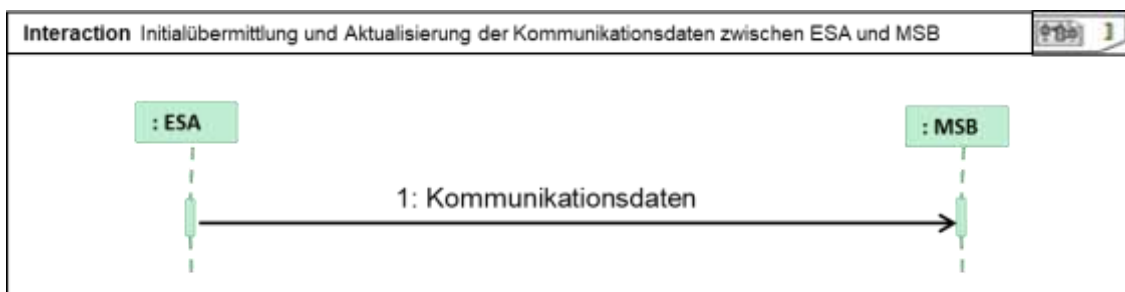 Interaction Initialübermittlung und Aktualisierung der Kommunikationsdaten zwischen ESA und MSB
: ESA
: MSB
1: Kommunikationsdaten